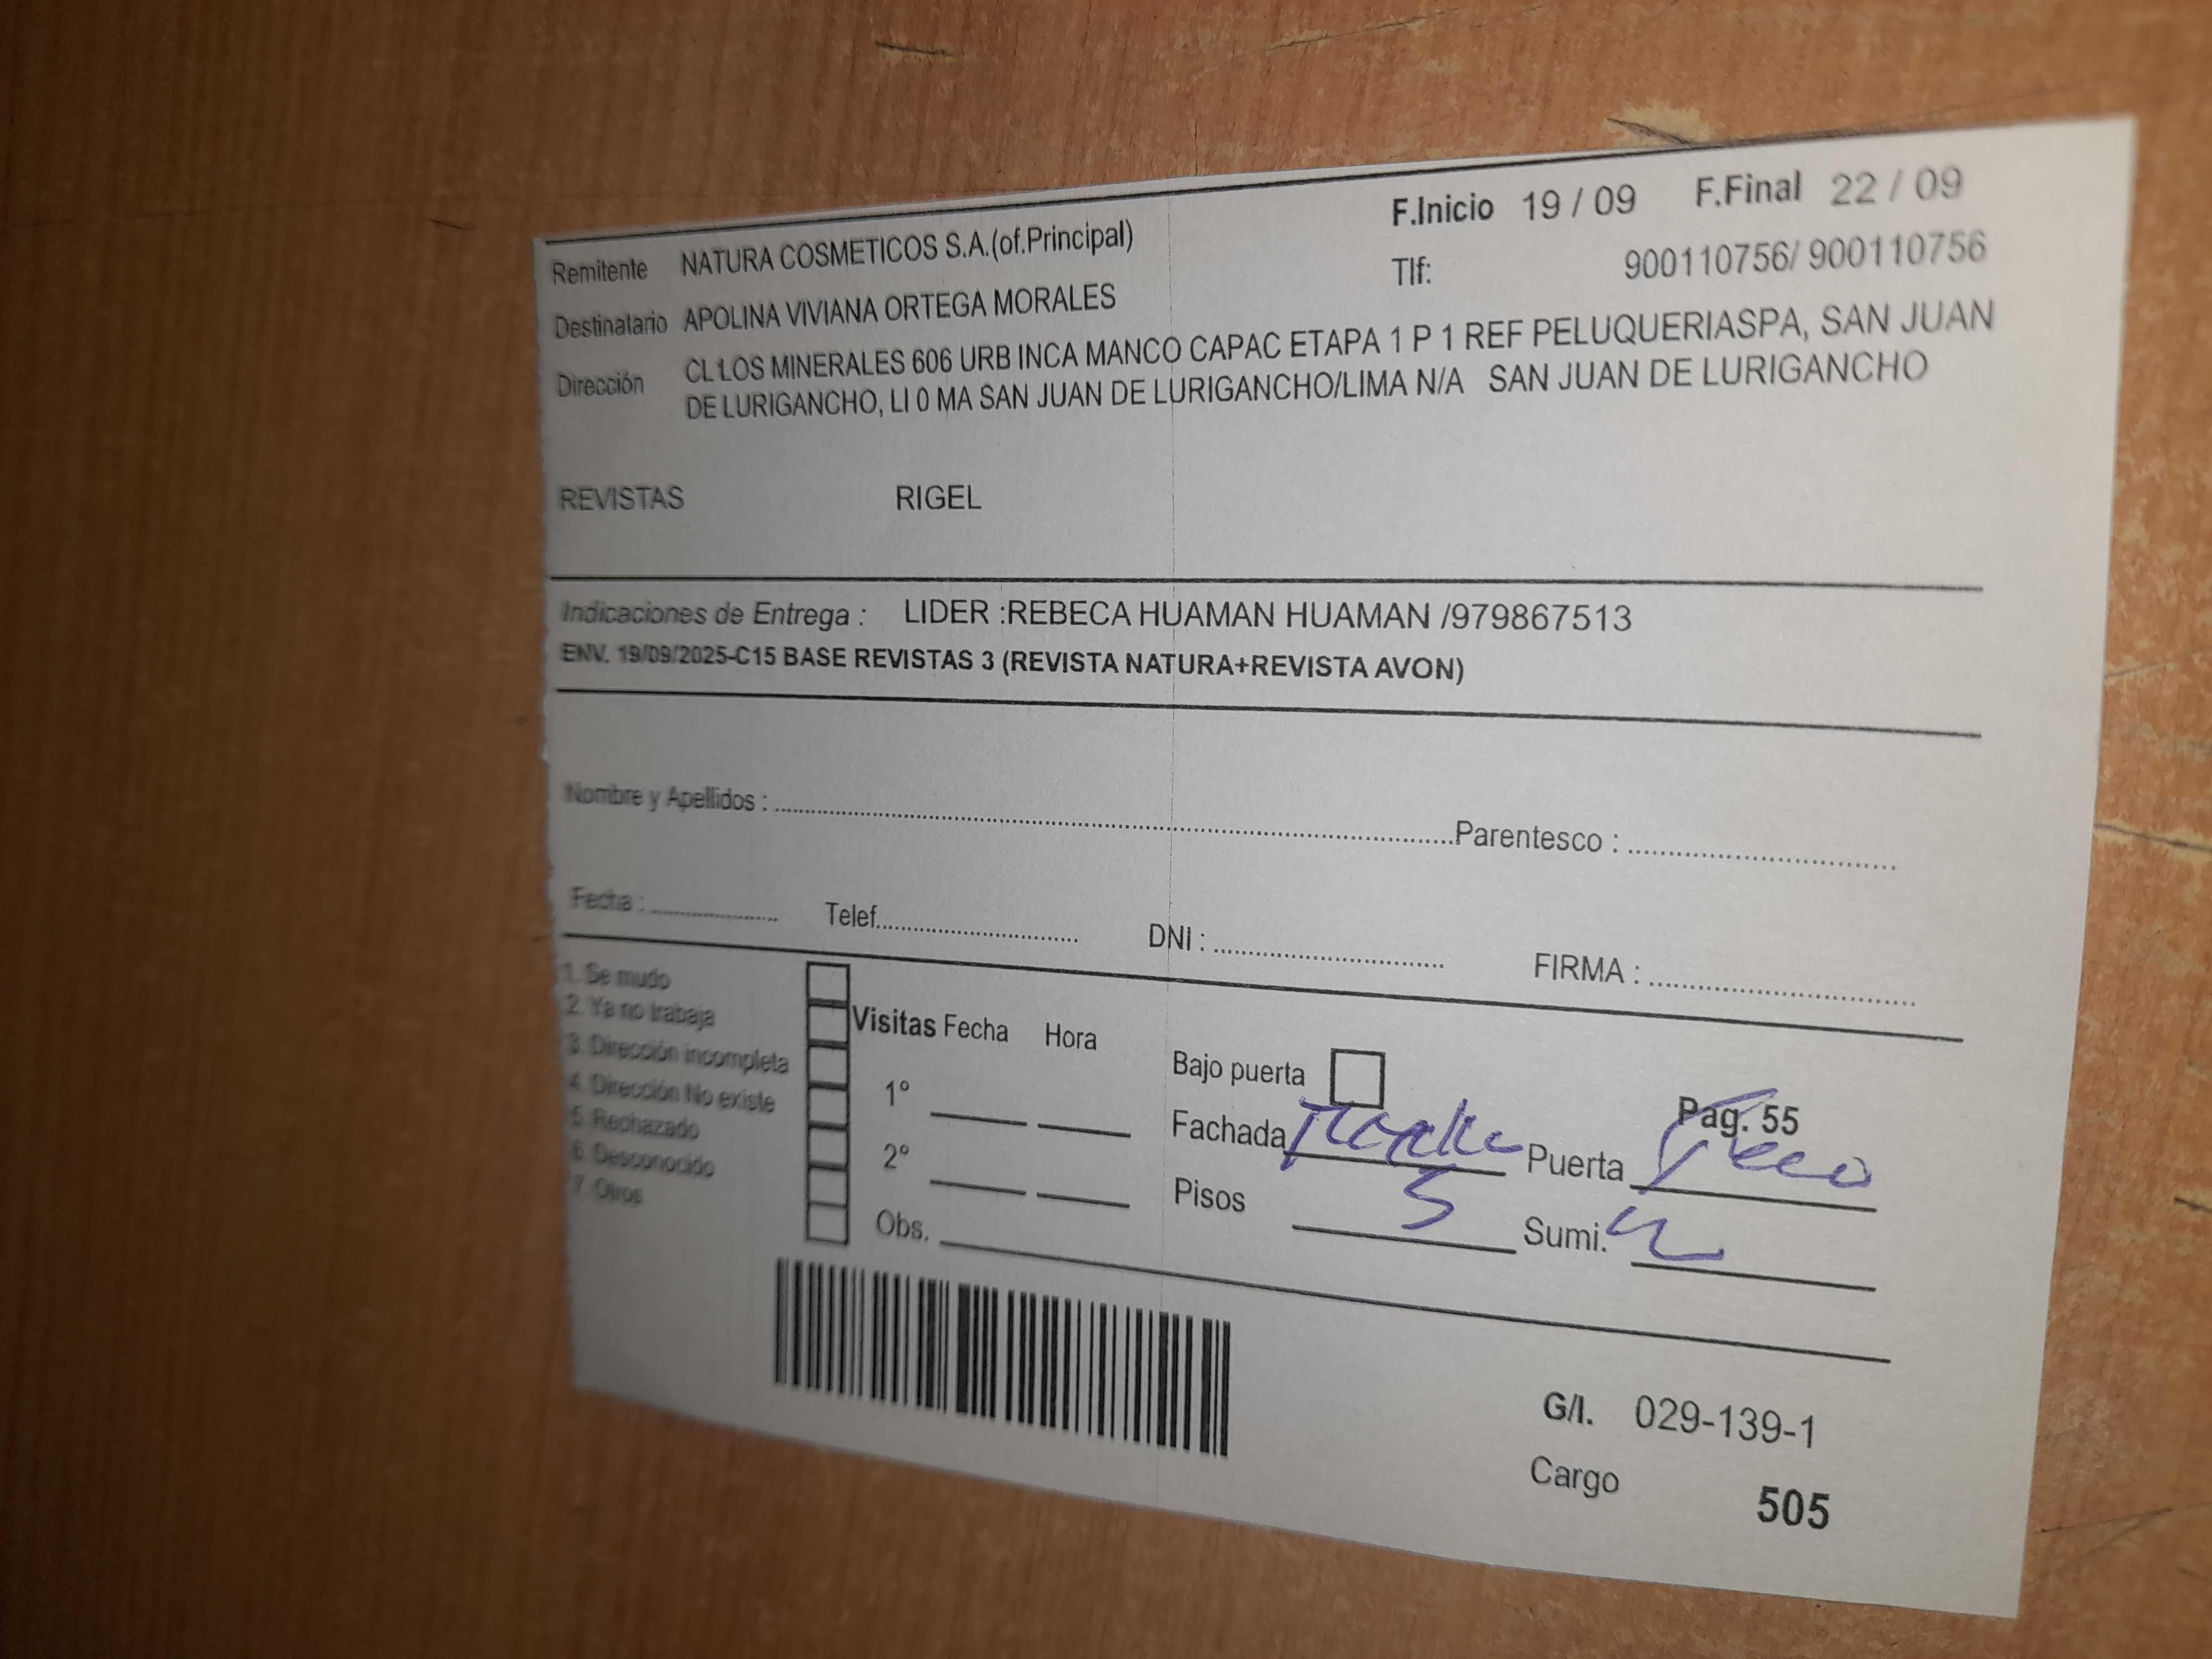 F.Inicio 19 / 09 F.Final 22 / 09
Remitente NATURA COSMETICOS S.A.(of.Principal)
Tlf: 900110756/ 900110756
Destinatario APOLINA VIVIANA ORTEGA MORALES
Dirección CL LOS MINERALES 606 URB INCA MANCO CAPAC ETAPA 1 P 1 REF PELUQUERIASPA, SAN JUAN
DE LURIGANCHO, LI 0 MA SAN JUAN DE LURIGANCHO/LIMA N/A SAN JUAN DE LURIGANCHO
REVISTAS RIGEL
Indicaciones de Entrega : LIDER :REBECA HUAMAN HUAMAN /979867513
ENV. 19/09/2025-C15 BASE REVISTAS 3 (REVISTA NATURA+REVISTA AVON)
Nombre y Apellidos : Parentesco :
Fecha : Telef. DNI : FIRMA :
1. Se mudo
2. Ya no trabaja
3. Dirección incompleta
4. Dirección No existe
5. Rechazado
6. Desconocido
7. Otros
Visitas Fecha Hora
1°
2°
Obs.
Bajo puerta
Pag. 55
Fachada Puerta
Pisos Sumi.
G/I. 029-139-1
Cargo 505